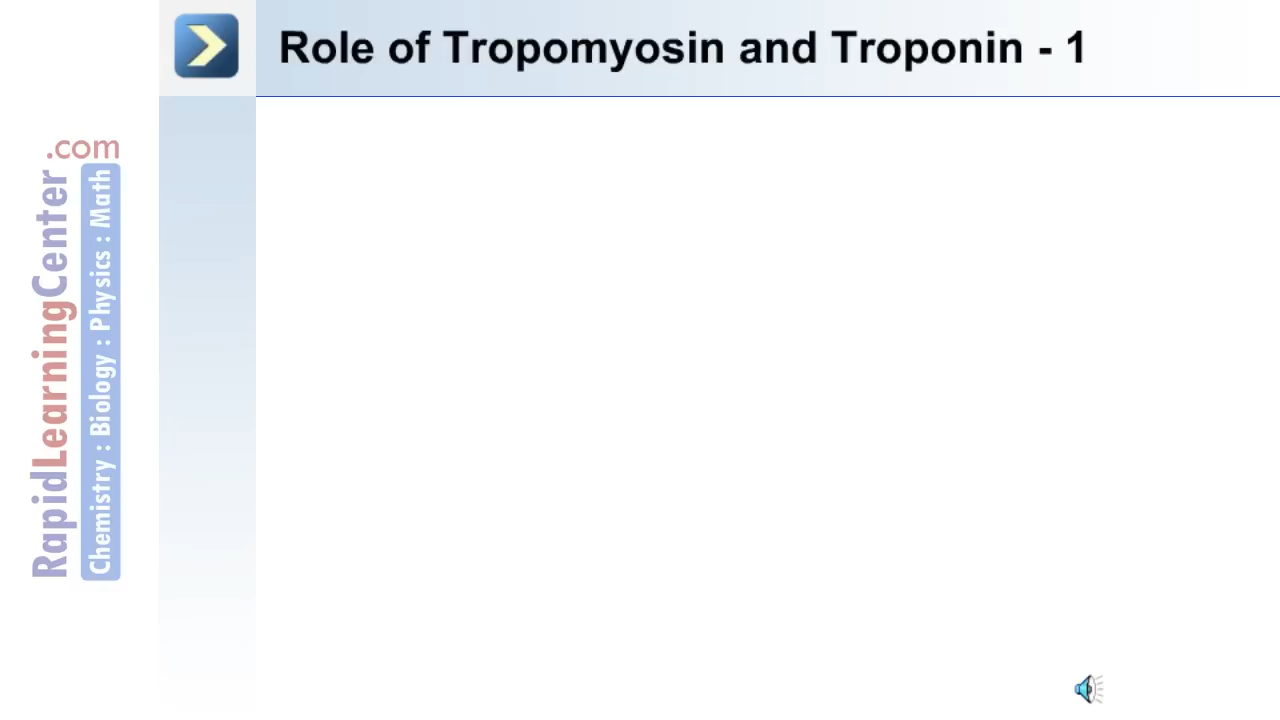 Role of Tropomyosin and Troponin - 1
RapidLearningCenter
.com
Chemistry : Biology : Physics : Math